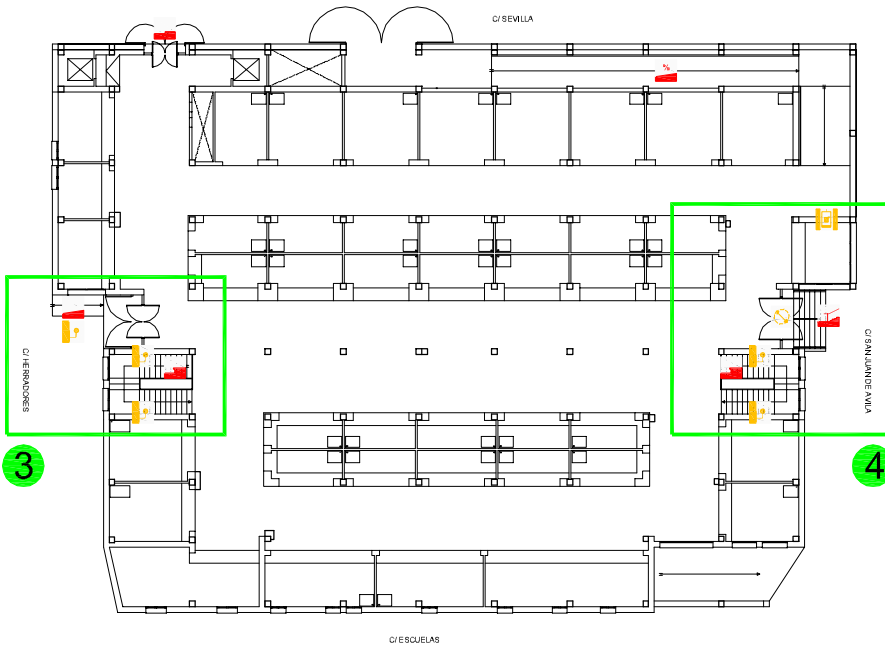 C/ SEVILLA
%
C/ HERRADORES
C/ SAN JUAN DE AVILA
3
4
C/ ESCUELAS